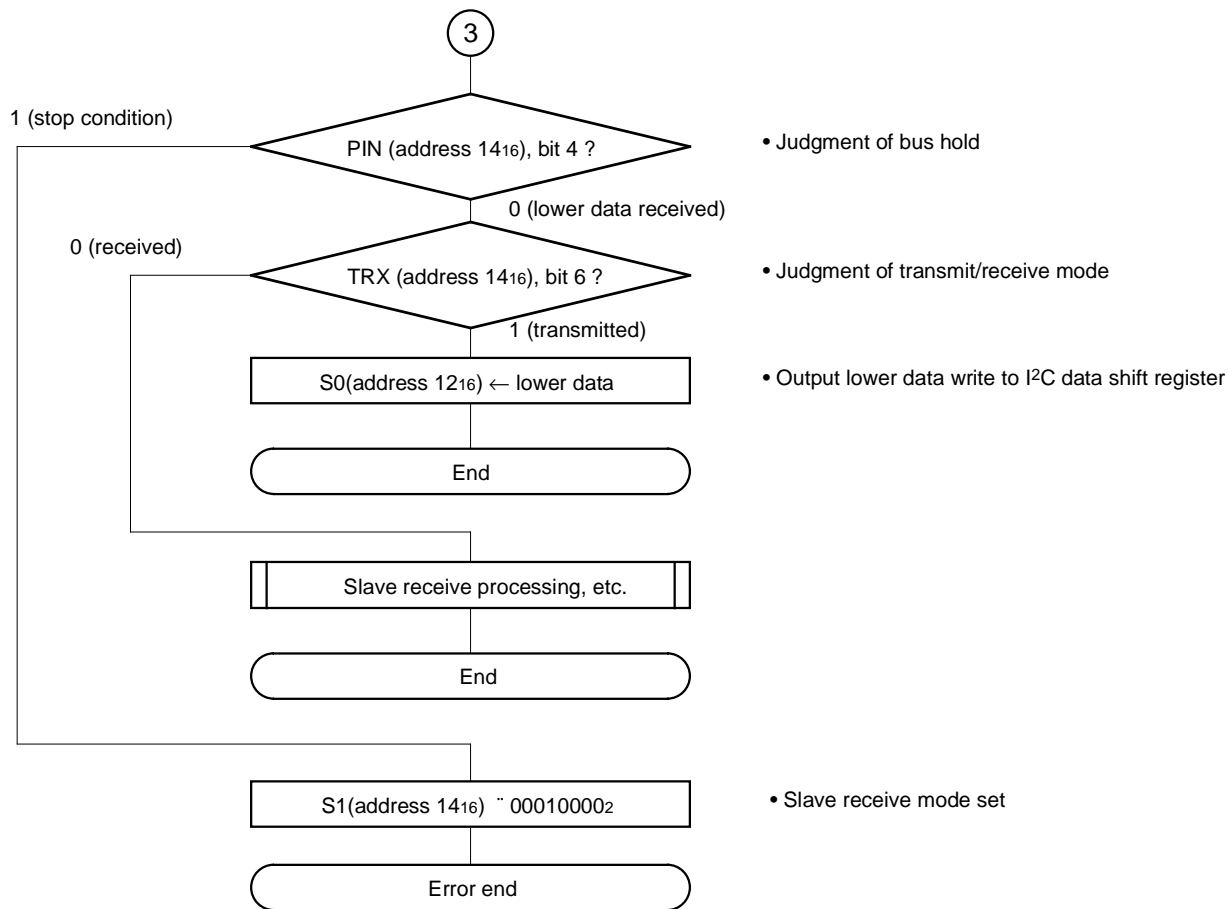 3
1 (stop condition)
PIN (address 14₁₆), bit 4 ?
• Judgment of bus hold
0 (lower data received)
0 (received)
TRX (address 14₁₆), bit 6 ?
• Judgment of transmit/receive mode
1 (transmitted)
S0(address 12₁₆) ← lower data
• Output lower data write to I²C data shift register
End
Slave receive processing, etc.
End
S1(address 14₁₆) ¨ 00010000₂
• Slave receive mode set
Error end